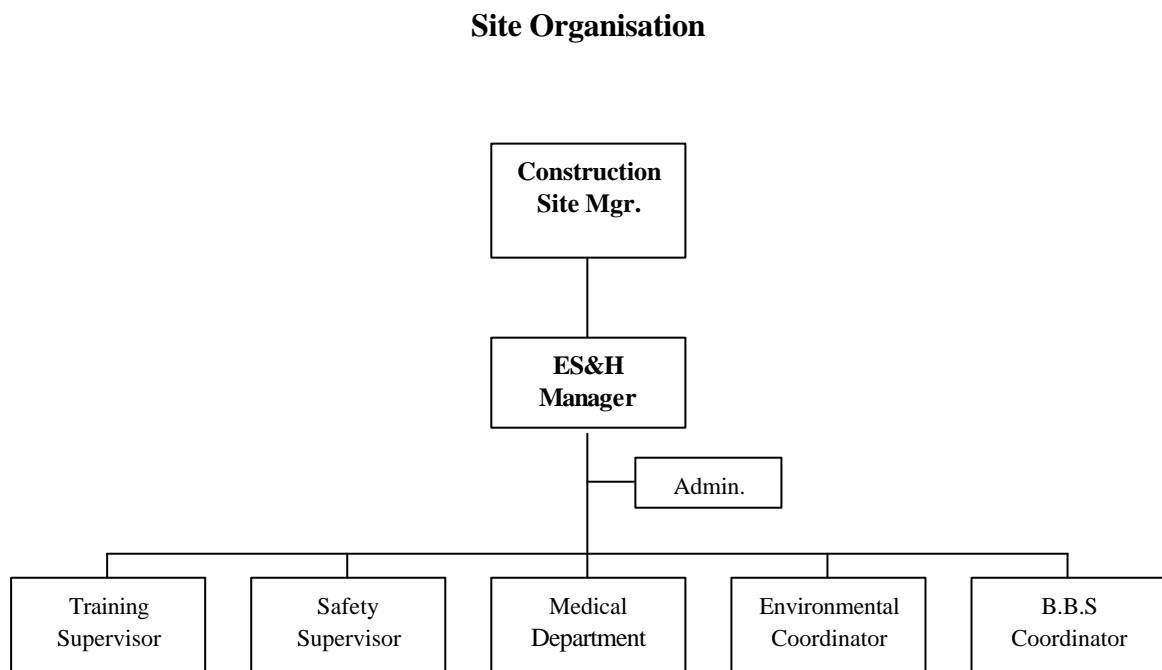 Site Organisation
Construction
Site Mgr.
ES&H
Manager
Admin.
Training
Supervisor
Safety
Supervisor
Medical
Department
Environmental
Coordinator
B.B.S
Coordinator